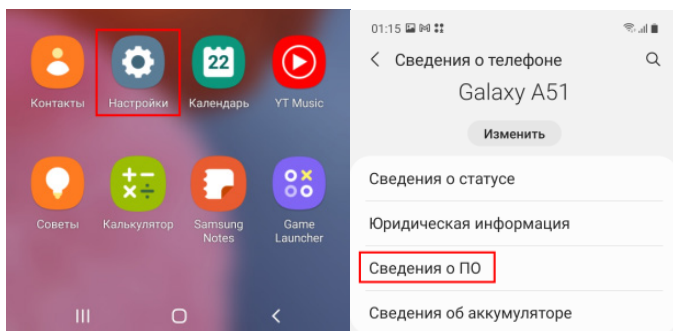 22
Контакты
Настройки
Календарь
YT Music
Советы
Калькулятор
Samsung
Notes
Game
Launcher
01:15
Сведения о телефоне
Galaxy A51
Изменить
Сведения о статусе
Юридическая информация
Сведения о ПО
Сведения об аккумуляторе